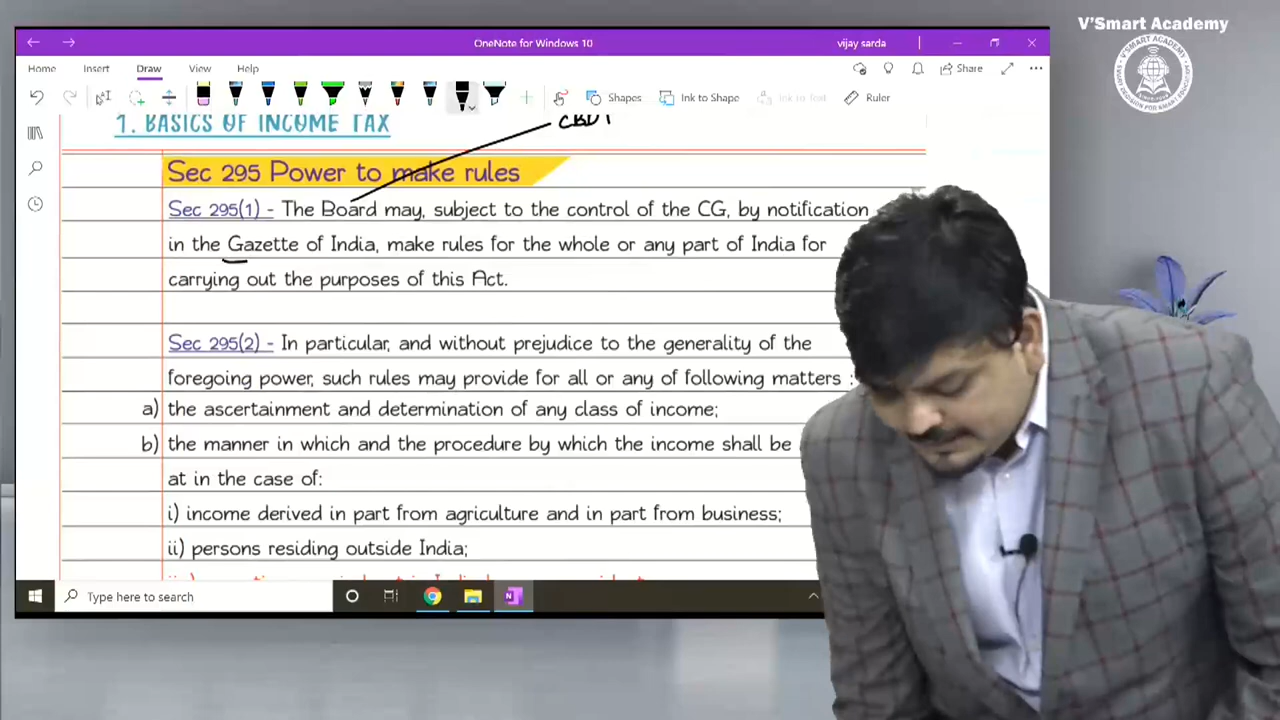 V'Smart Academy
OneNote for Windows 10
vijay sarda
Home Insert Draw View Help
Share
Shapes Ink to Shape Ink to Text Ruler
1. BASICS OF INCOME TAX
CBDT
Sec 295 Power to make rules
Sec 295(1) - The Board may, subject to the control of the CG, by notification
in the Gazette of India, make rules for the whole or any part of India for
carrying out the purposes of this Act.
Sec 295(2) - In particular, and without prejudice to the generality of the
foregoing power, such rules may provide for all or any of following matters :
a) the ascertainment and determination of any class of income;
b) the manner in which and the procedure by which the income shall be
at in the case of:
i) income derived in part from agriculture and in part from business;
ii) persons residing outside India;
Type here to search